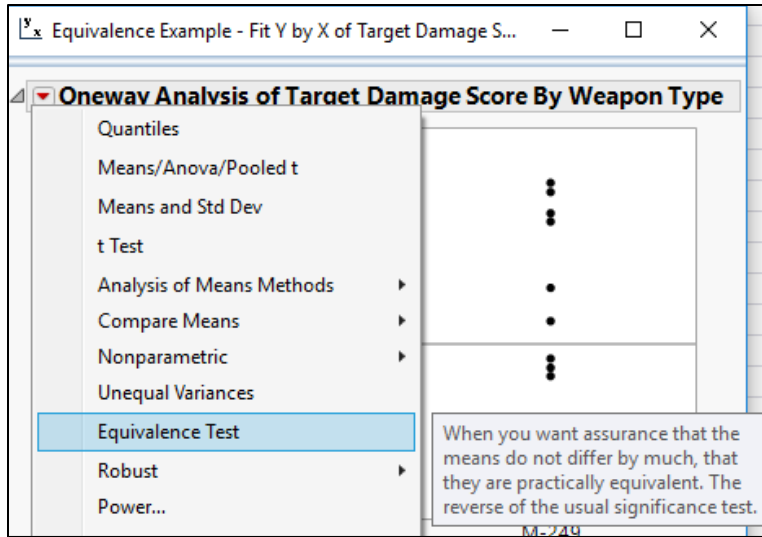 Equivalence Example - Fit Y by X of Target Damage S...
Oneway Analysis of Target Damage Score By Weapon Type
Quantiles
Means/Anova/Pooled t
Means and Std Dev
t Test
Analysis of Means Methods
Compare Means
Nonparametric
Unequal Variances
Equivalence Test
Robust
Power...
When you want assurance that the
means do not differ by much, that
they are practically equivalent. The
reverse of the usual significance test.
M-249